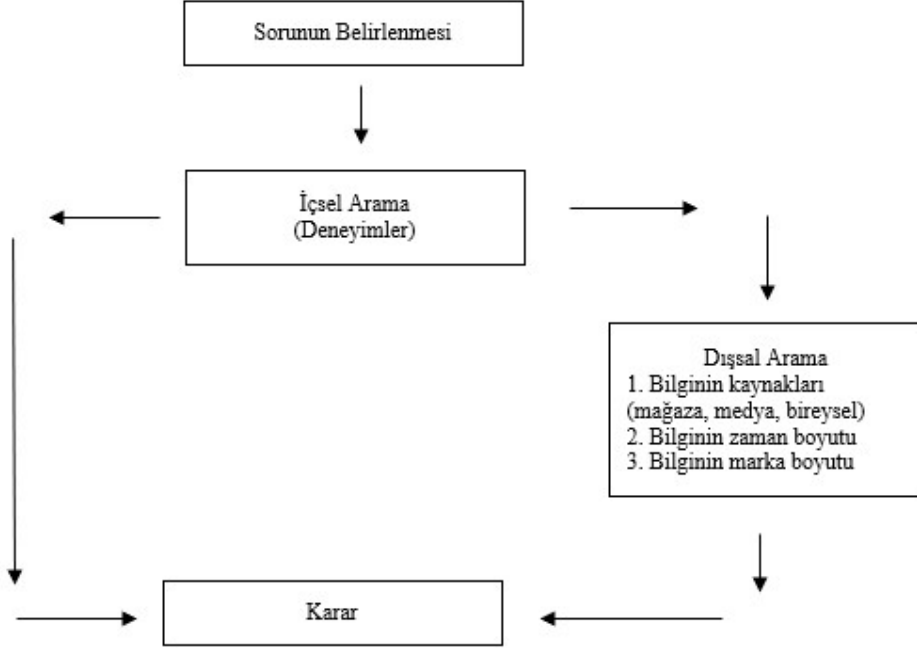 Sorunun Belirlenmesi
İçsel Arama
(Deneyimler)
Dışsal Arama
1. Bilginin kaynakları
(mağaza, medya, bireysel)
2. Bilginin zaman boyutu
3. Bilginin marka boyutu
Karar